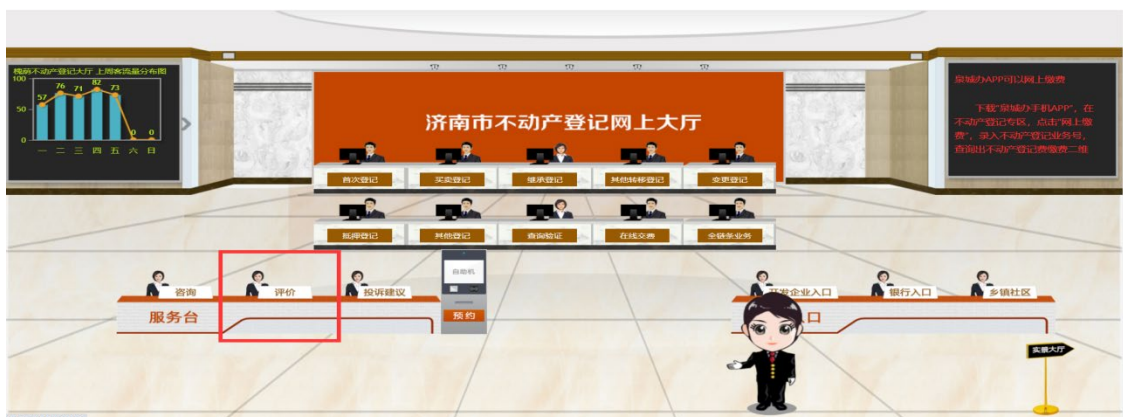 槐荫不动产登记大厅 上周客流量分布图
100
50
0
57
76
71
82
73
0
0
一 二 三 四 五 六 日
济南市不动产登记网上大厅
泉城办APP可以网上缴费
下载"泉城办手机APP"，在
不动产登记专区，点击"网上缴
费"，录入不动产登记业务号，
查询出不动产登记费缴费二维
首次登记 买卖登记 继承登记 其他转移登记 变更登记
抵押登记 其他登记 查询验证 在线交费 全链条业务
咨询 评价 投诉建议
服务台
自助机
预约
开发企业入口 银行入口 乡镇社区
口
实景大厅